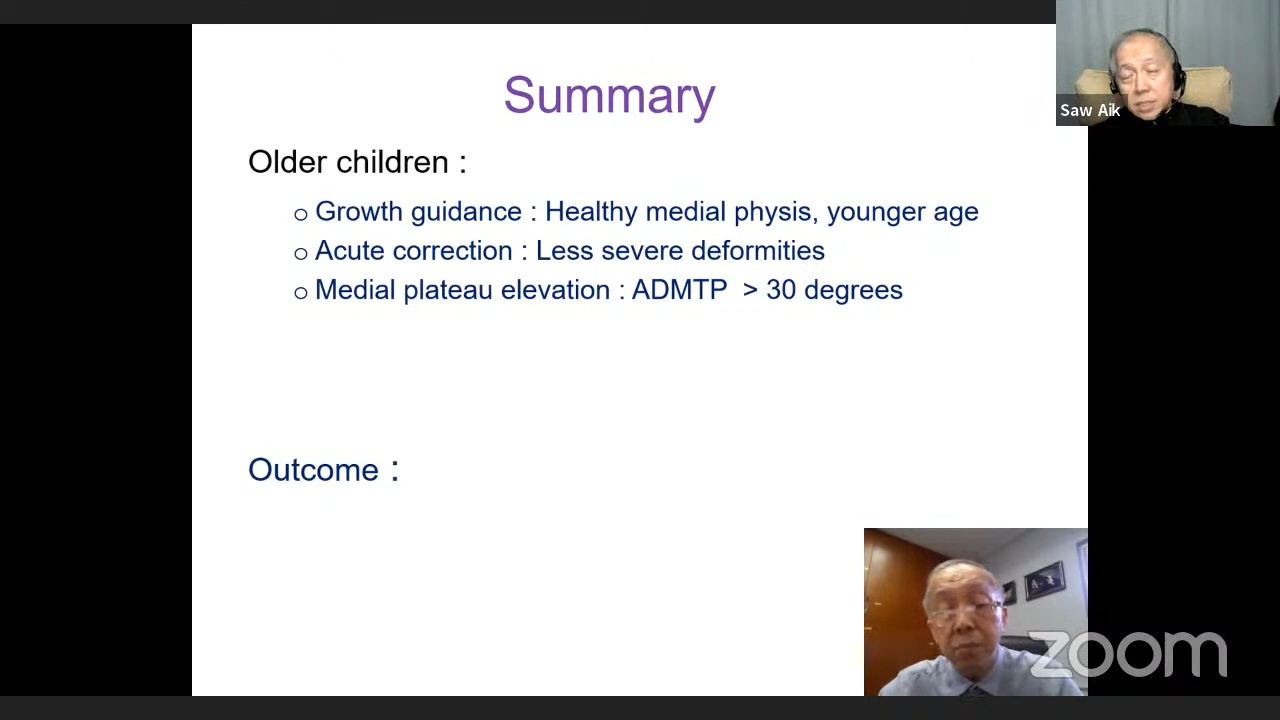 Summary
Saw Aik
Older children :
o Growth guidance : Healthy medial physis, younger age
o Acute correction : Less severe deformities
o Medial plateau elevation : ADMTP > 30 degrees
Outcome :
zoom